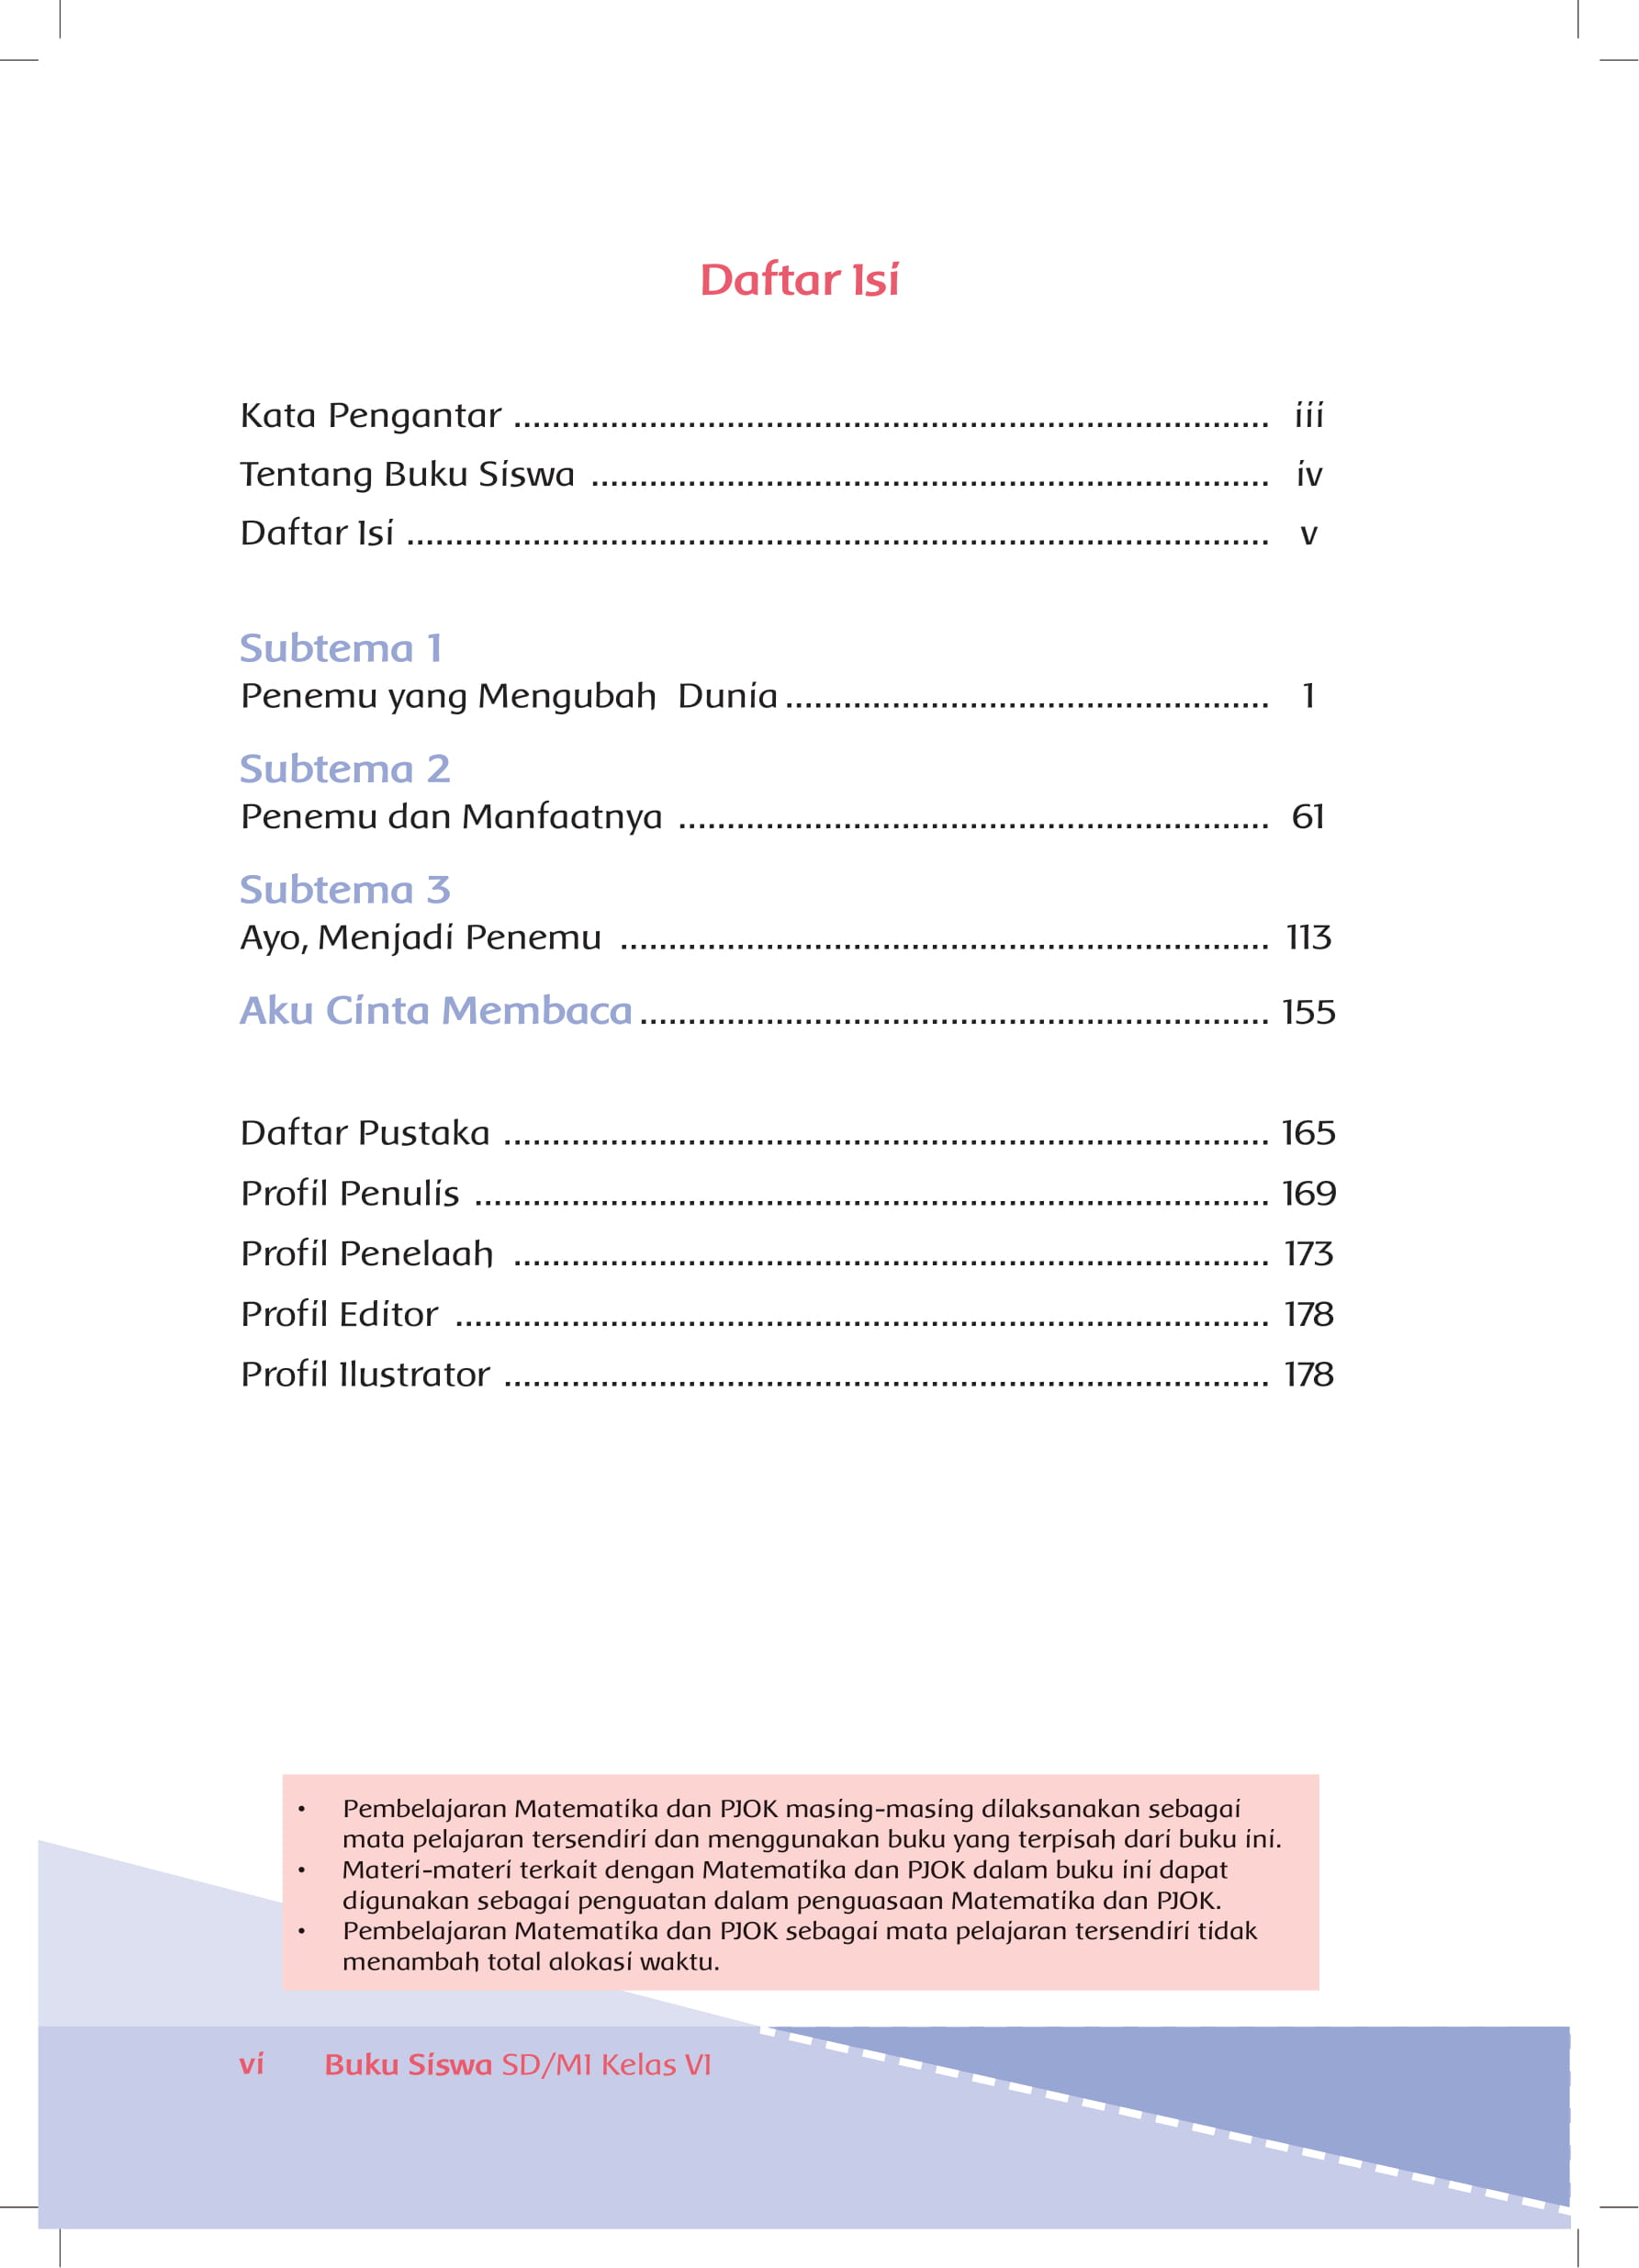 Daftar Isi
Kata Pengantar .............................................................................. iii
Tentang Buku Siswa ...................................................................... iv
Daftar Isi ......................................................................................... v
Subtema 1
Penemu yang Mengubah Dunia .................................................. 1
Subtema 2
Penemu dan Manfaatnya ............................................................. 61
Subtema 3
Ayo, Menjadi Penemu ................................................................... 113
Aku Cinta Membaca ................................................................. 155
Daftar Pustaka ............................................................................... 165
Profil Penulis .................................................................................. 169
Profil Penelaah .............................................................................. 173
Profil Editor .................................................................................... 178
Profil Ilustrator ............................................................................... 178
• Pembelajaran Matematika dan PJOK masing-masing dilaksanakan sebagai
mata pelajaran tersendiri dan menggunakan buku yang terpisah dari buku ini.
• Materi-materi terkait dengan Matematika dan PJOK dalam buku ini dapat
digunakan sebagai penguatan dalam penguasaan Matematika dan PJOK.
• Pembelajaran Matematika dan PJOK sebagai mata pelajaran tersendiri tidak
menambah total alokasi waktu.
vi Buku Siswa SD/MI Kelas VI